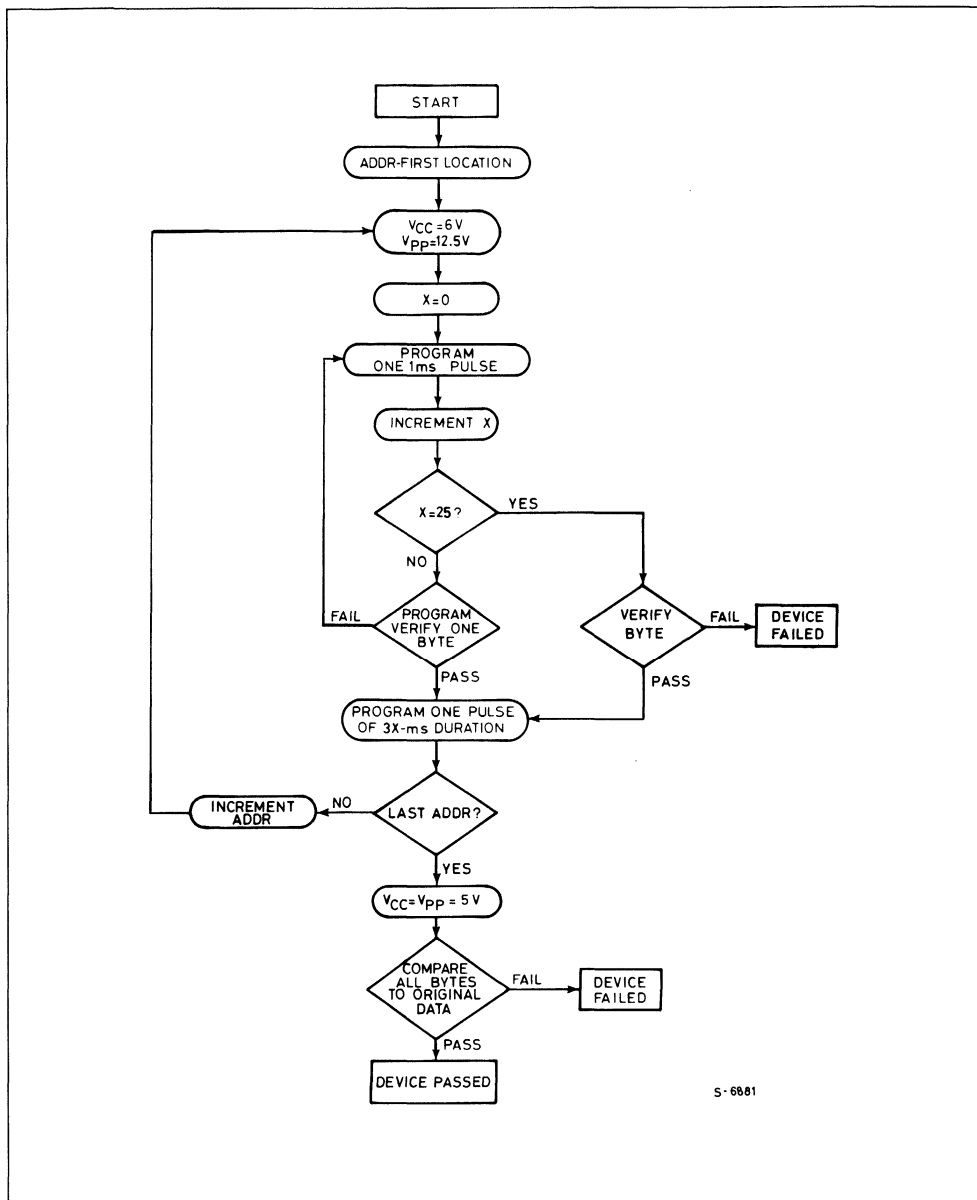 START
ADDR-FIRST LOCATION
VCC=6V
VPP=12.5V
X=0
PROGRAM
ONE 1ms PULSE
INCREMENT X
X=25?
YES
NO
PROGRAM
VERIFY ONE
BYTE
FAIL
VERIFY
BYTE
FAIL
DEVICE
FAILED
PASS
PASS
PROGRAM ONE PULSE
OF 3X-ms DURATION
LAST ADDR?
NO
INCREMENT
ADDR
YES
VCC=VPP=5V
COMPARE
ALL BYTES
TO ORIGINAL
DATA
FAIL
DEVICE
FAILED
PASS
DEVICE PASSED
S-6881